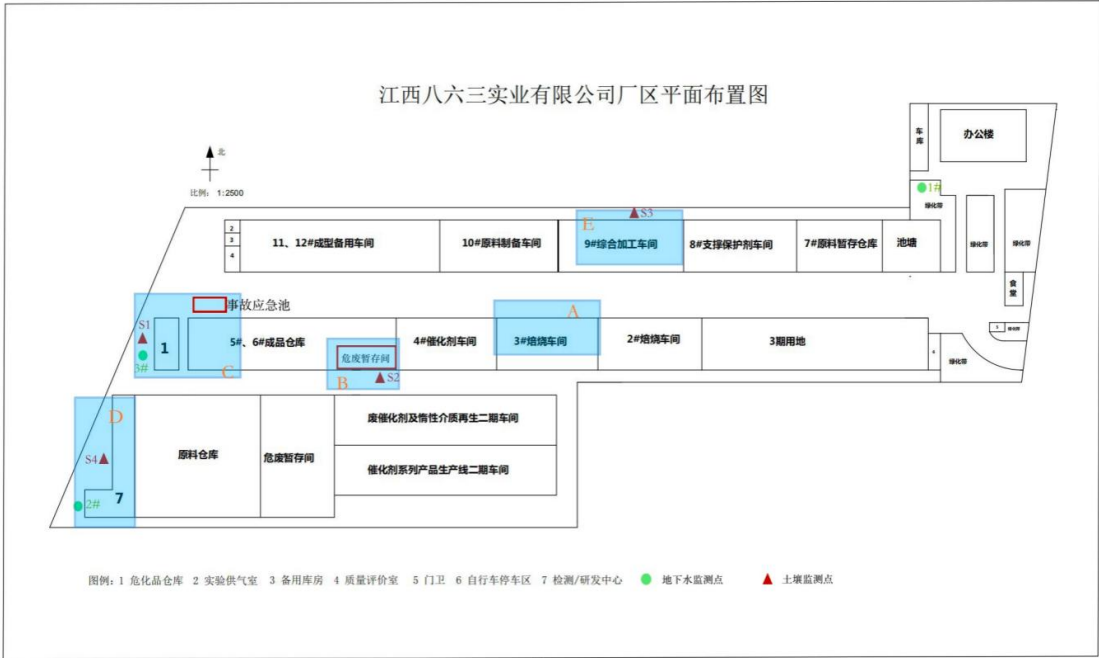 江西八六三实业有限公司厂区平面布置图
北
比例： 1:2500
车库
办公楼
1#
绿化带
绿化带
绿化带
S3
E
2
3
4
11、12#成型备用车间
10#原料制备车间
9#综合加工车间
8#支撑保护剂车间
7#原料暂存仓库
池塘
食堂
事故应急池
S1
1
3#
5#、6#成品仓库
C
4#催化剂车间
A
3#焙烧车间
2#焙烧车间
3期用地
5
绿化带
6
绿化带
危废暂存间
B
S2
D
S4
7
2#
原料仓库
危废暂存间
废催化剂及惰性介质再生二期车间
催化剂系列产品生产线二期车间
图例：1 危化品仓库 2 实验供气室 3 备用库房 4 质量评价室 5 门卫 6 自行车停车区 7 检测/研发中心 地下水监测点 土壤监测点